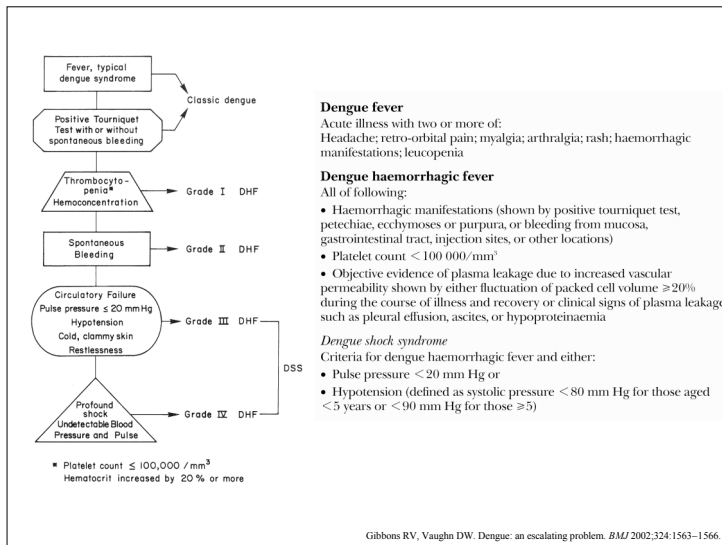 Fever, typical
dengue syndrome
Classic dengue
Positive Tourniquet
Test with or without
spontaneous bleeding
Thrombocyto-
penia*
Hemoconcentration
Grade I DHF
Spontaneous
Bleeding
Grade II DHF
Circulatory Failure
Pulse pressure ≤ 20 mmHg
Hypotension
Cold, clammy skin
Restlessness
Grade III DHF
DSS
Profound
shock
Undetectable Blood
Pressure and Pulse
Grade IV DHF
* Platelet count ≤ 100,000 / mm³
Hematocrit increased by 20 % or more
Dengue fever
Acute illness with two or more of:
Headache; retro-orbital pain; myalgia; arthralgia; rash; haemorrhagic
manifestations; leucopenia
Dengue haemorrhagic fever
All of following:
• Haemorrhagic manifestations (shown by positive tourniquet test,
petechiae, ecchymoses or purpura, or bleeding from mucosa,
gastrointestinal tract, injection sites, or other locations)
• Platelet count <100 000/mm³
• Objective evidence of plasma leakage due to increased vascular
permeability shown by either fluctuation of packed cell volume ≥20%
during the course of illness and recovery or clinical signs of plasma leakage
such as pleural effusion, ascites, or hypoproteinaemia
Dengue shock syndrome
Criteria for dengue haemorrhagic fever and either:
• Pulse pressure <20 mm Hg or
• Hypotension (defined as systolic pressure <80 mm Hg for those aged
<5 years or <90 mm Hg for those ≥5)
Gibbons RV, Vaughn DW. Dengue: an escalating problem. BMJ 2002;324:1563–1566.